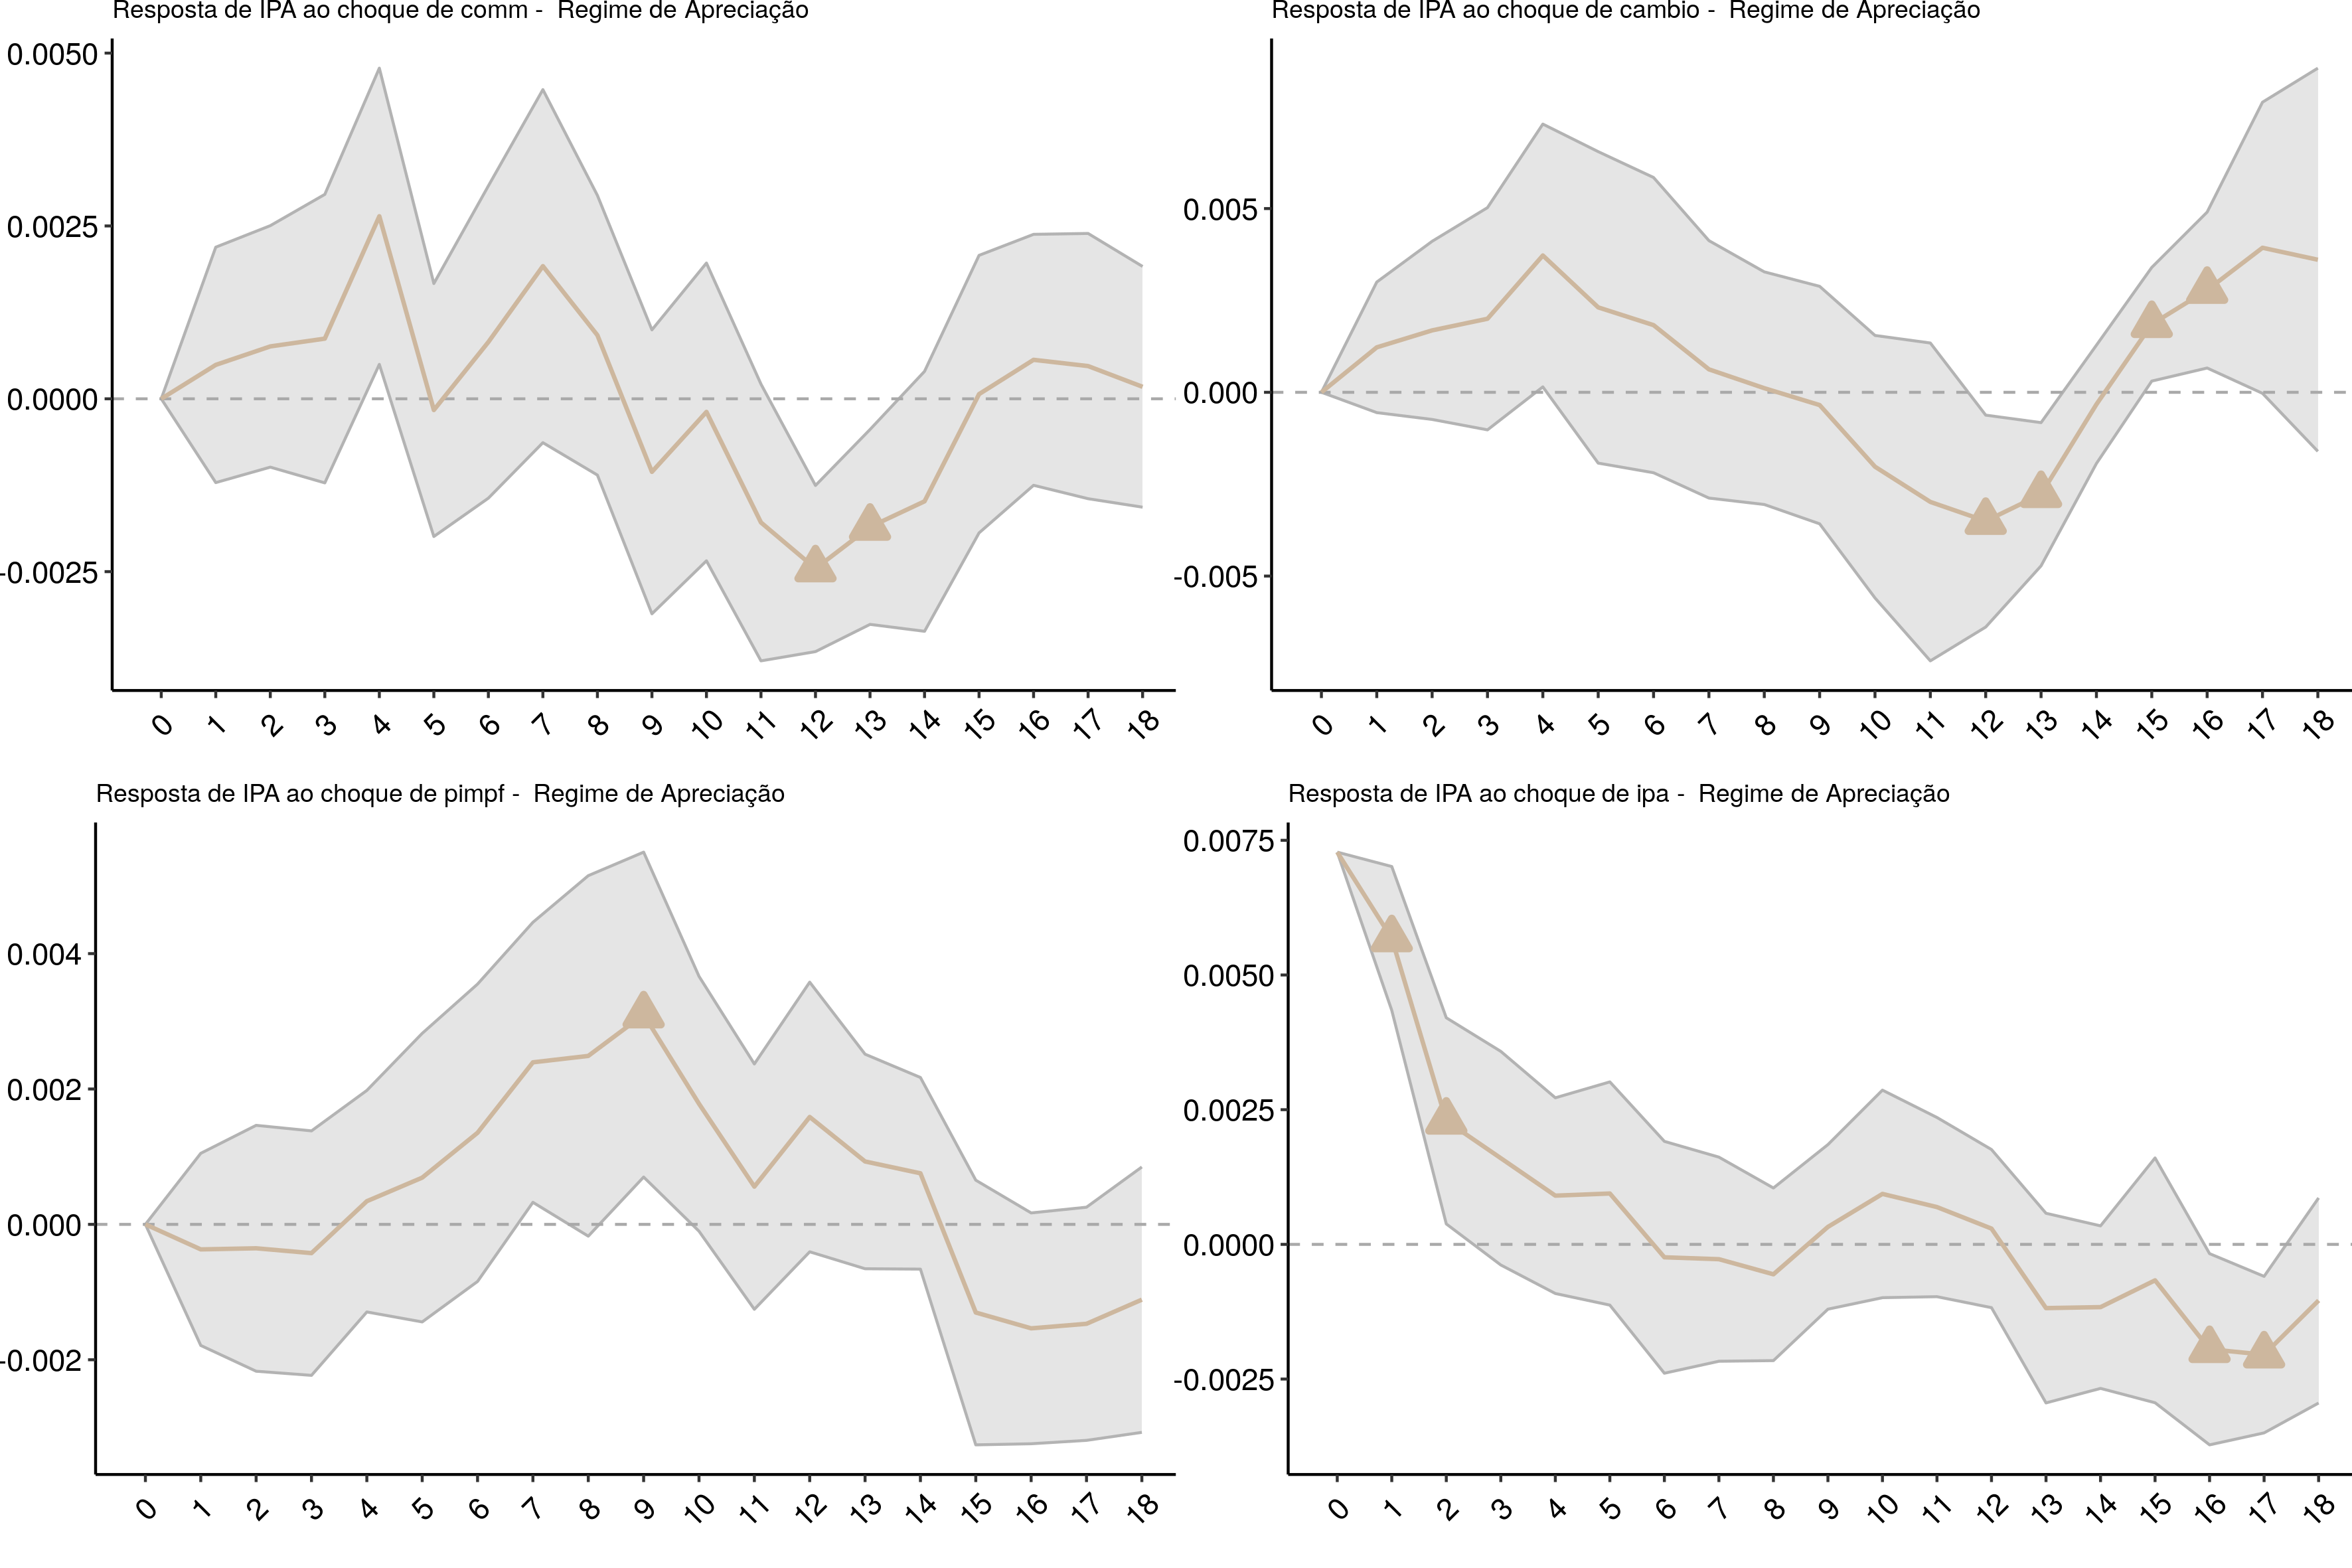 Resposta de IPA ao choque de comm - Regime de Apreciação
0.0050
0.0025
0.0000
-0.0025
0 1 2 3 4 5 6 7 8 9 10 11 12 13 14 15 16 17 18
Resposta de IPA ao choque de cambio - Regime de Apreciação
0.005
0.000
-0.005
0 1 2 3 4 5 6 7 8 9 10 11 12 13 14 15 16 17 18
Resposta de IPA ao choque de pimpf - Regime de Apreciação
0.004
0.002
0.000
-0.002
0 1 2 3 4 5 6 7 8 9 10 11 12 13 14 15 16 17 18
Resposta de IPA ao choque de ipa - Regime de Apreciação
0.0075
0.0050
0.0025
0.0000
-0.0025
0 1 2 3 4 5 6 7 8 9 10 11 12 13 14 15 16 17 18